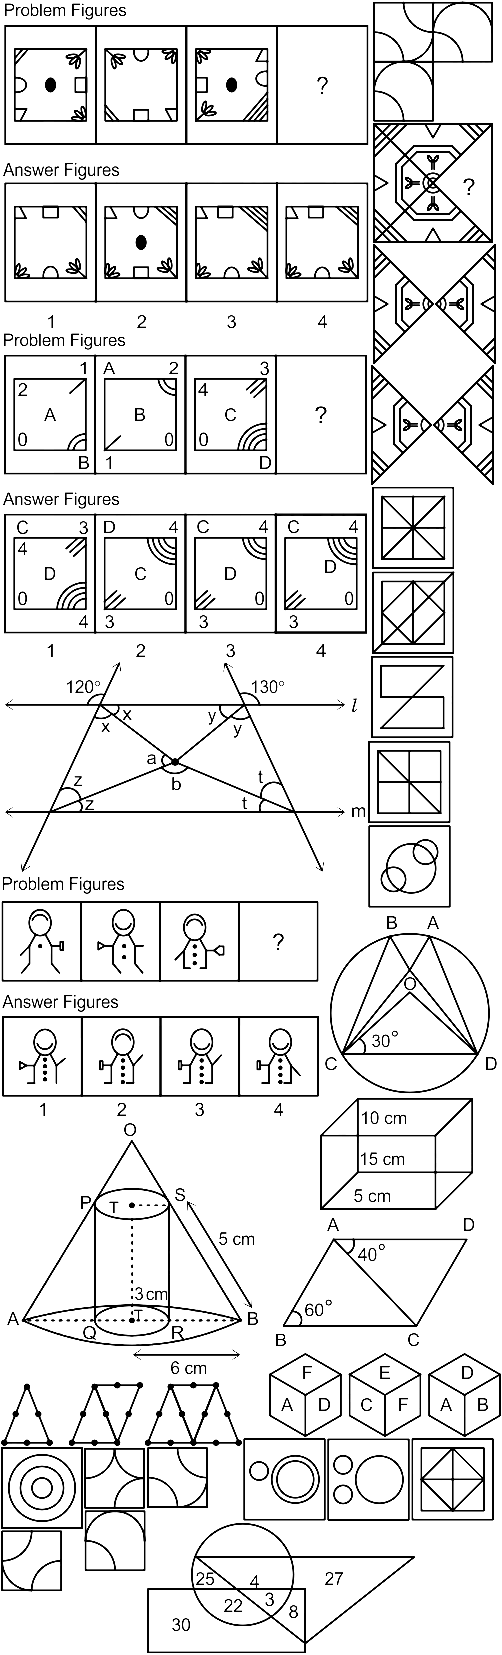 Problem Figures
?
Answer Figures
1 2 3 4
?
Problem Figures
1
2
A
0
B
A 2
B
0
1
3
4
C
0
D
?
Answer Figures
C 3
4
D
0
4
D 4
C
0
3
C 4
D
0
3
C 4
D
0
3
1 2 3 4
120° 130°
l
x x y y
a
b
z z t t
m
Problem Figures
?
Answer Figures
1 2 3 4
B A
O
30°
C D
10 cm
15 cm
5 cm
O
P T S
5 cm
3 cm
A T B
Q R
6 cm
A D
40°
60°
B C
F
A D
E
C F
D
A B
25 4 27
22 3 8
30